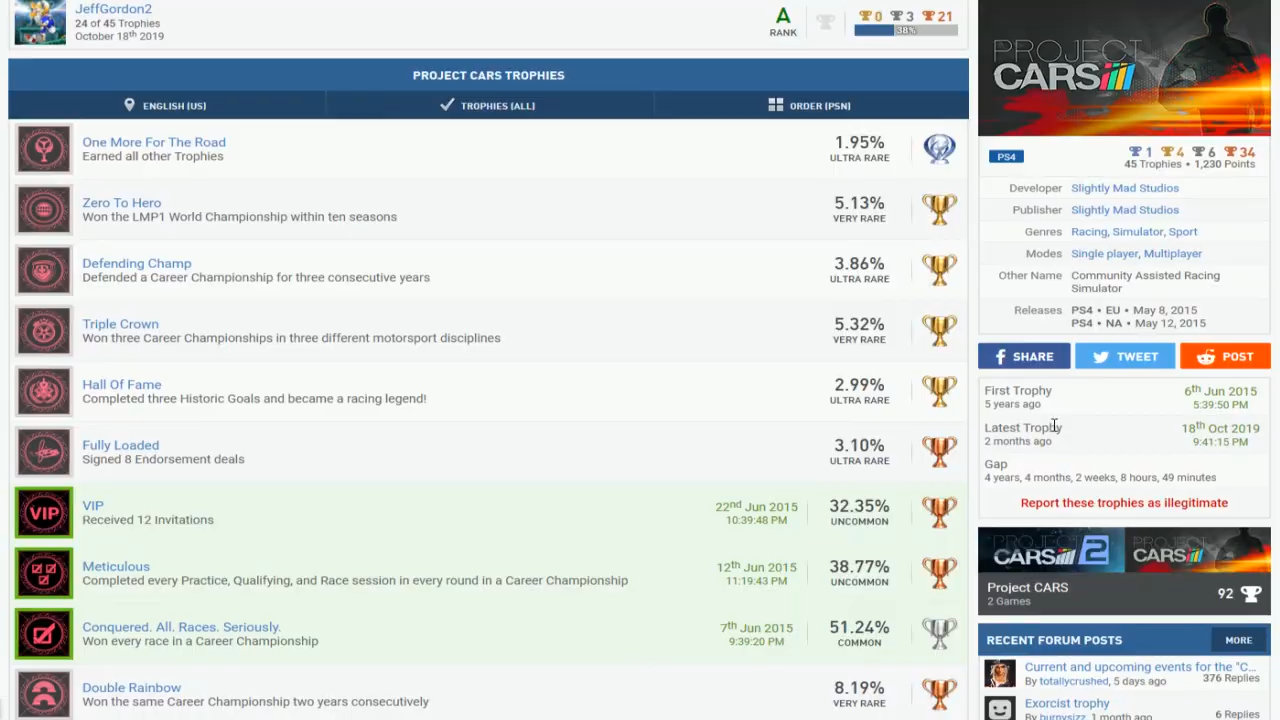 JeffGordon2
24 of 45 Trophies
October 18th 2019
A
RANK
0 3 21
38%
PROJECT CARS TROPHIES
ENGLISH (US)
TROPHIES (ALL)
ORDER (PSN)
One More For The Road
Earned all other Trophies
1.95%
ULTRA RARE
Zero To Hero
Won the LMP1 World Championship within ten seasons
5.13%
VERY RARE
Defending Champ
Defended a Career Championship for three consecutive years
3.86%
ULTRA RARE
Triple Crown
Won three Career Championships in three different motorsport disciplines
5.32%
VERY RARE
Hall Of Fame
Completed three Historic Goals and became a racing legend!
2.99%
ULTRA RARE
Fully Loaded
Signed 8 Endorsement deals
3.10%
ULTRA RARE
VIP
VIP
Received 12 Invitations
22nd Jun 2015
10:39:48 PM
32.35%
UNCOMMON
Meticulous
Completed every Practice, Qualifying, and Race session in every round in a Career Championship
12th Jun 2015
11:19:43 PM
38.77%
UNCOMMON
Conquered. All. Races. Seriously.
Won every race in a Career Championship
7th Jun 2015
9:39:20 PM
51.24%
COMMON
Double Rainbow
Won the same Career Championship two years consecutively
8.19%
VERY RARE
PROJECT
CARS
PS4
1 4 6 34
45 Trophies • 1,230 Points
Developer Slightly Mad Studios
Publisher Slightly Mad Studios
Genres Racing, Simulator, Sport
Modes Single player, Multiplayer
Other Name Community Assisted Racing
Simulator
Releases PS4 • EU • May 8, 2015
PS4 • NA • May 12, 2015
SHARE
TWEET
POST
First Trophy
5 years ago
6th Jun 2015
5:39:50 PM
Latest Trophy
2 months ago
18th Oct 2019
9:41:15 PM
Gap
4 years, 4 months, 2 weeks, 8 hours, 49 minutes
Report these trophies as illegitimate
PROJECT
CARS 2
PROJECT
CARS
Project CARS
2 Games
92
RECENT FORUM POSTS
MORE
Current and upcoming events for the "C...
By totallycrushed, 5 days ago
376 Replies
Exorcist trophy
By burnysizz, 1 month ago
6 Replies